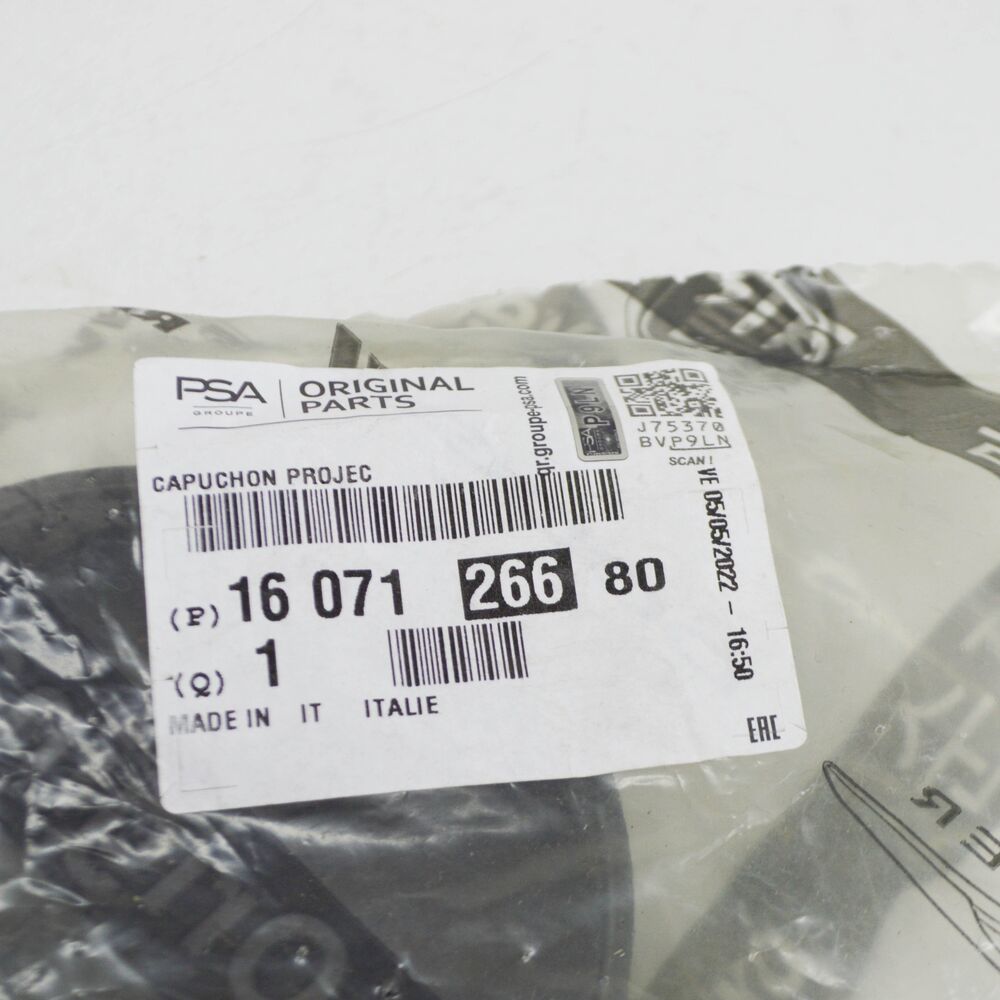 PSA
GROUPE
ORIGINAL
PARTS
qr.groupe-psa.com
P9LN
J75370
BVP9LN
SCAN!
CAPUCHON PROJEC
VE 05/05/2022 - 16:50
(P) 16 071 266 80
(Q) 1
MADE IN IT ITALIE
EAC